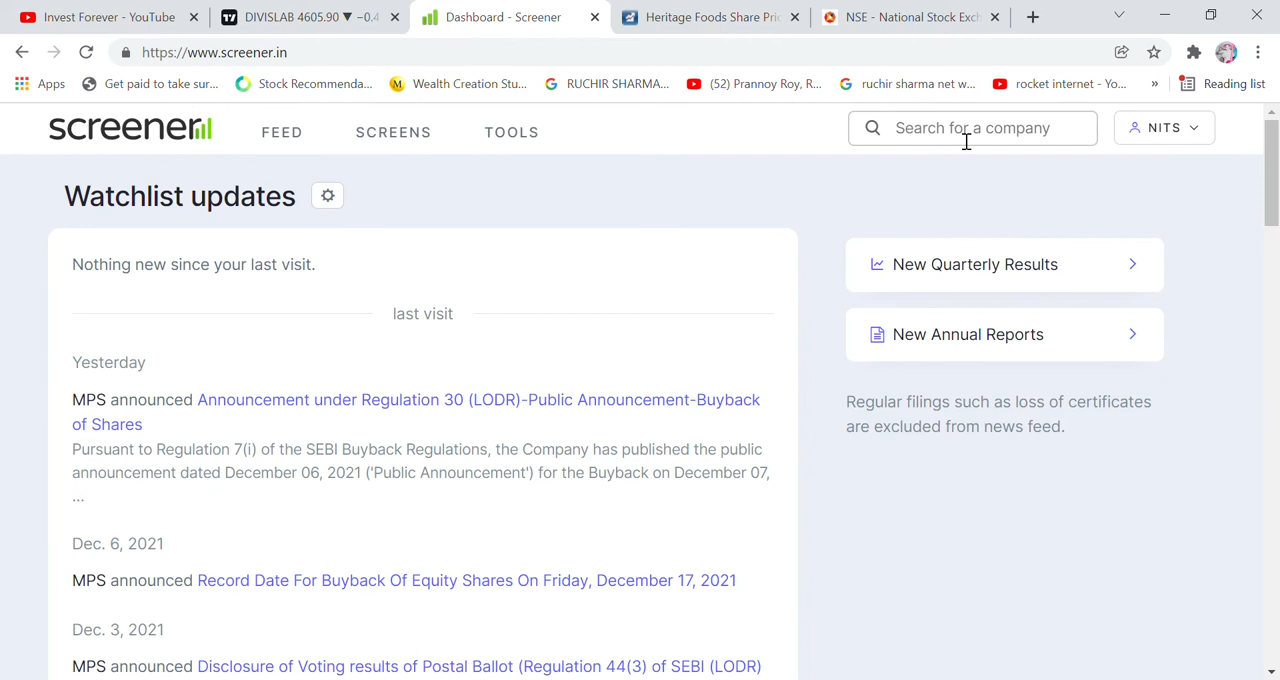 Invest Forever - YouTube
DIVISLAB 4605.90 ▼ −0.4
Dashboard - Screener
Heritage Foods Share Pric
NSE - National Stock Exch
https://www.screener.in
Apps
Get paid to take sur...
Stock Recommenda...
Wealth Creation Stu...
RUCHIR SHARMA...
(52) Prannoy Roy, R...
ruchir sharma net w...
rocket internet - Yo...
»
Reading list
screener
FEED
SCREENS
TOOLS
Search for a company
NITS
Watchlist updates
Nothing new since your last visit.
last visit
New Quarterly Results
New Annual Reports
Regular filings such as loss of certificates
are excluded from news feed.
Yesterday
MPS announced Announcement under Regulation 30 (LODR)-Public Announcement-Buyback
of Shares
Pursuant to Regulation 7(i) of the SEBI Buyback Regulations, the Company has published the public
announcement dated December 06, 2021 ('Public Announcement') for the Buyback on December 07,
...
Dec. 6, 2021
MPS announced Record Date For Buyback Of Equity Shares On Friday, December 17, 2021
Dec. 3, 2021
MPS announced Disclosure of Voting results of Postal Ballot (Regulation 44(3) of SEBI (LODR)